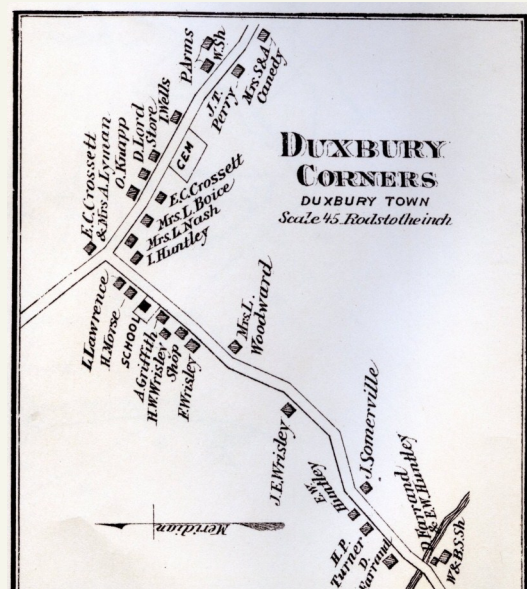 DUXBURY
CORNERS
DUXBURY TOWN
Scale 45 Rods to the inch
P. Arms
W. Sh
Mrs. S & A
Canedy
J. T.
Perry
I. Wells
D. Lord
Store
O. Knapp
E. C. Crossett
& Mrs. A. Lyman
CEM
E. C. Crossett
Mrs. L. Boice
Mrs. L. Nash
I. Huntley
L. Lawrence
H. Morse
SCHOOL
A. Griffith
H. W. Wrisley
Shop
F. Wrisley
Mrs. L.
Woodward
J. E. Wrisley
J. Somerville
E. W.
Huntley
H. P.
Turner
D.
Farrand
D. Farrand
& E. W. Huntley
W & B. S. Sh
Meridian